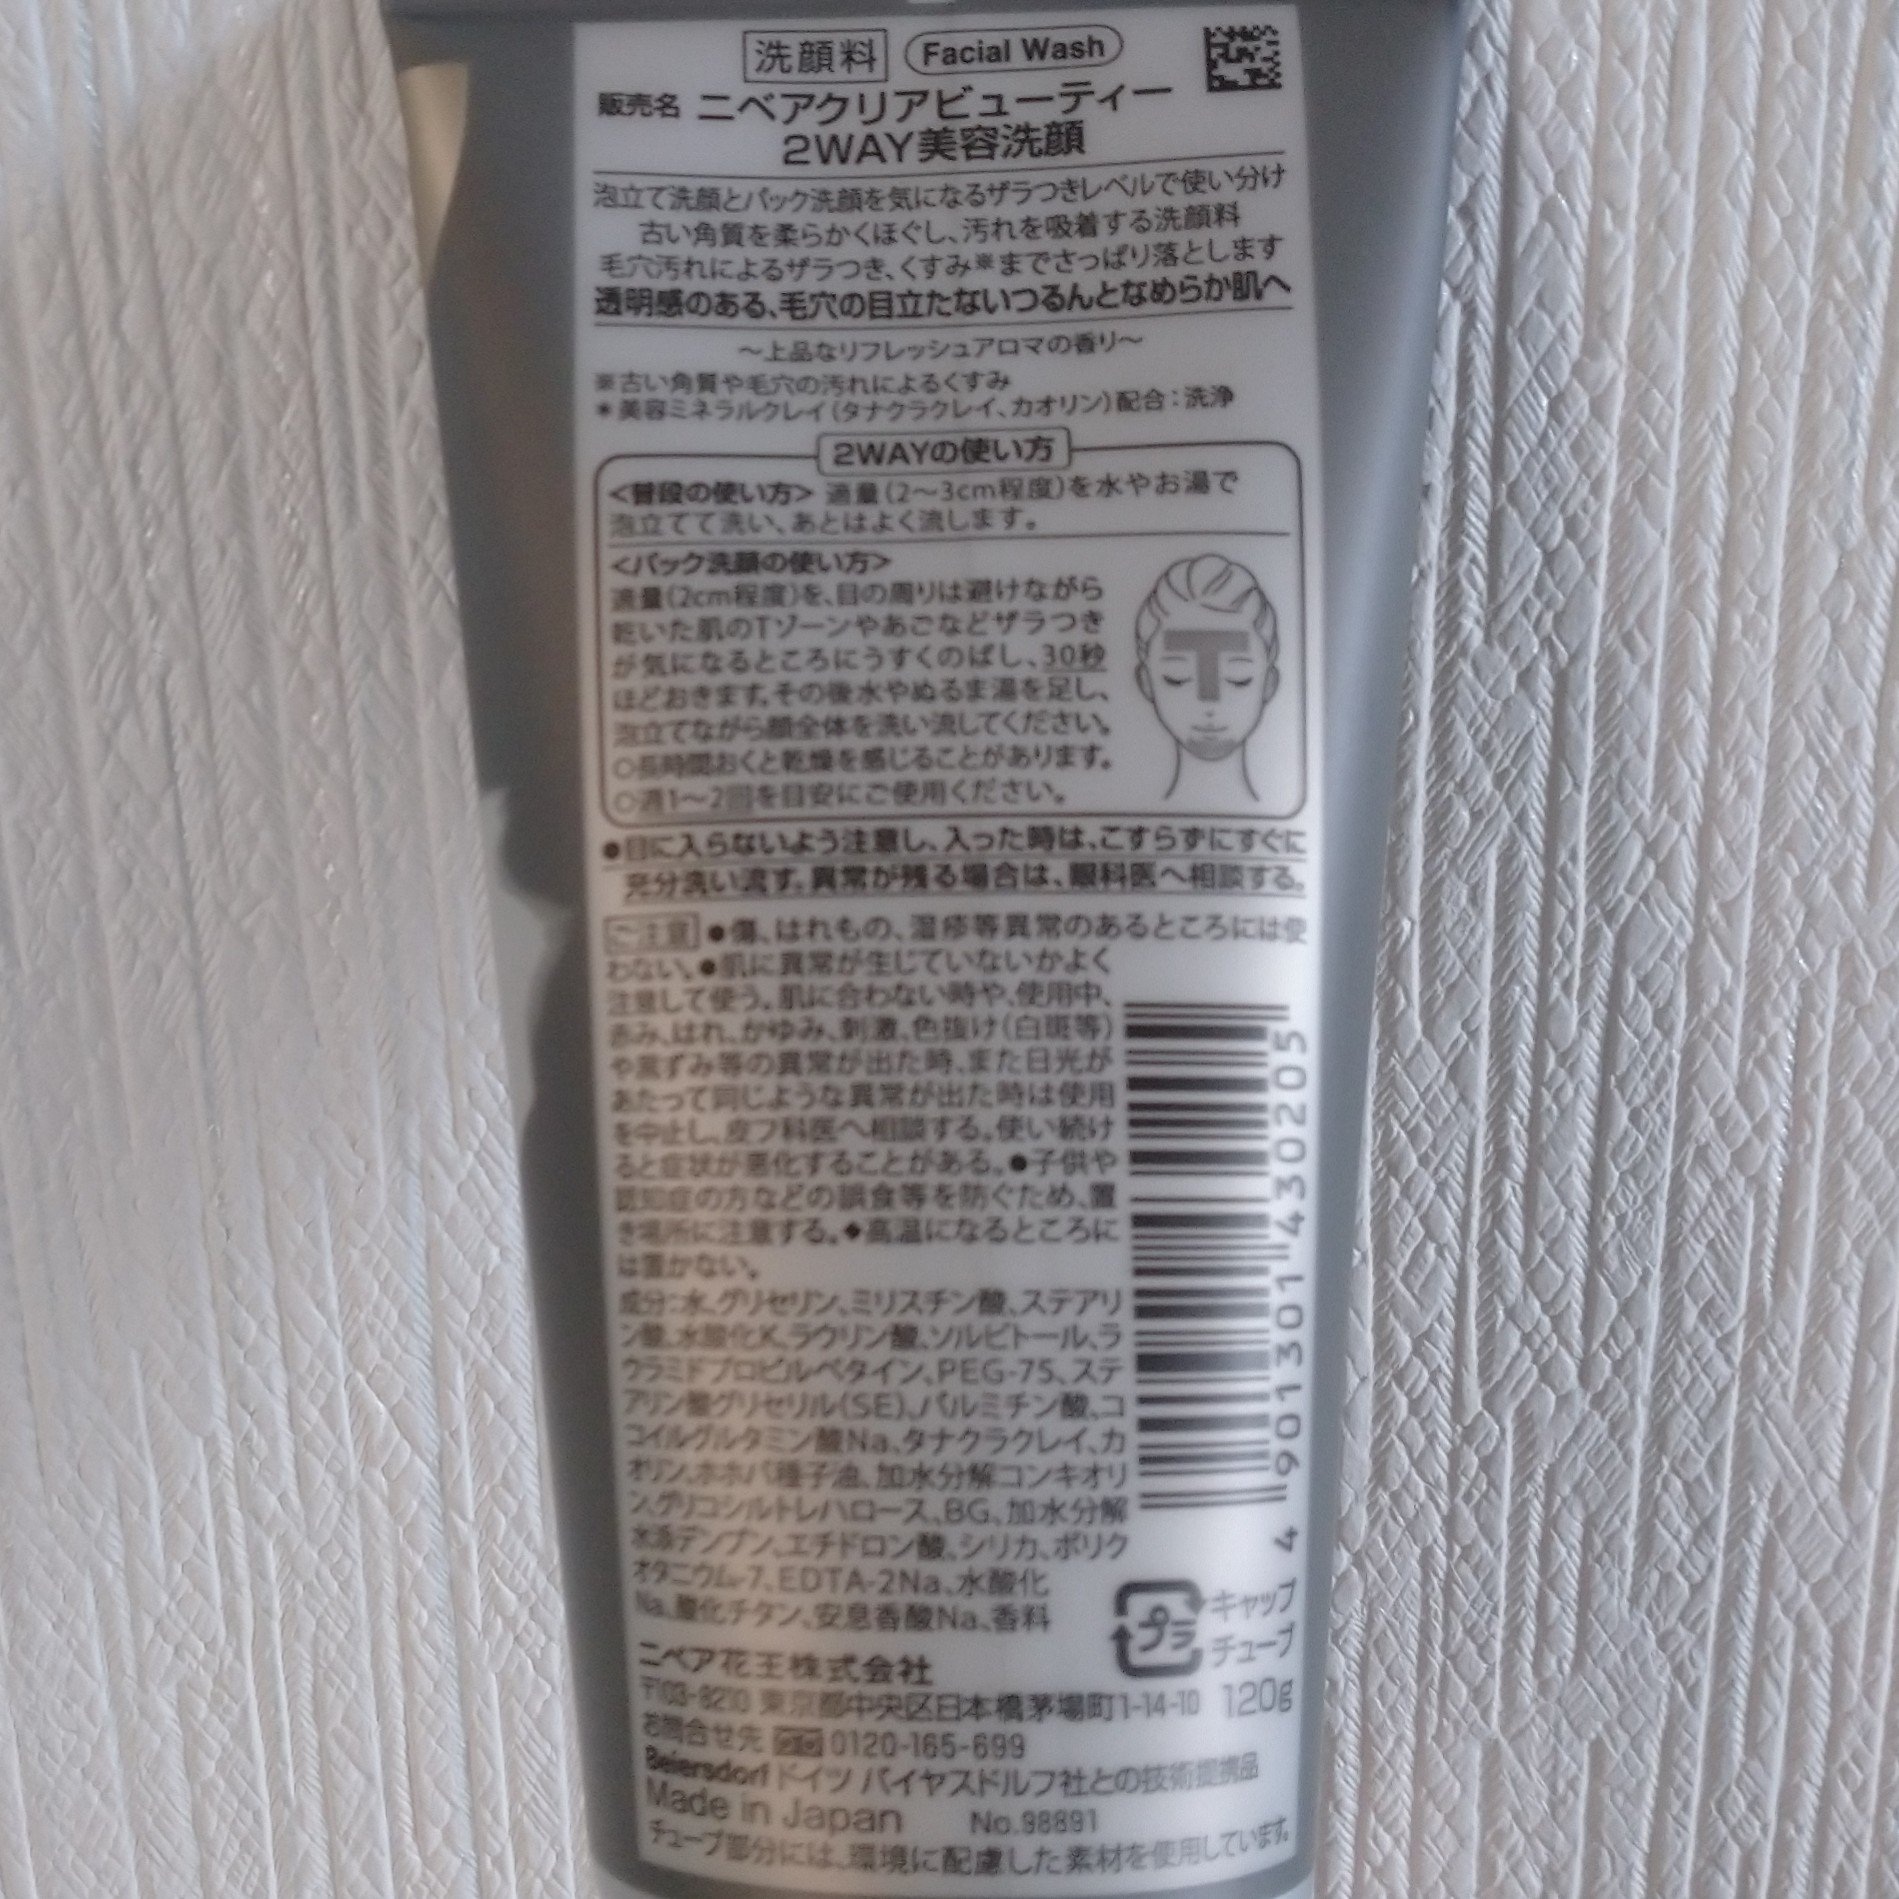 洗顔料 Facial Wash
販売名 ニベアクリアビューティー
2WAY美容洗顔
泡立て洗顔とパック洗顔を気になるザラつきレベルで使い分け
古い角質を柔らかくほぐし、汚れを吸着する洗顔料
毛穴汚れによるザラつき、くすみ※までさっぱり落とします
透明感のある、毛穴の目立たないつるんとなめらか肌へ
〜上品なリフレッシュアロマの香り〜
※古い角質や毛穴の汚れによるくすみ
＊美容ミネラルクレイ(タナクラクレイ、カオリン)配合：洗浄
2WAYの使い方
<普段の使い方> 適量(2〜3cm程度)を水やお湯で
泡立てて洗い、あとはよく流します。
<パック洗顔の使い方>
適量(2cm程度)を、目の周りは避けながら
乾いた肌のTゾーンやあごなどザラつき
が気になるところにうすくのばし、30秒
ほどおきます。その後水やぬるま湯を足し、
泡立てながら顔全体を洗い流してください。
○長時間おくと乾燥を感じることがあります。
○週1〜2回を目安にご使用ください。
●目に入らないよう注意し、入った時は、こすらずにすぐに
充分洗い流す。異常が残る場合は、眼科医へ相談する。
ご注意 ●傷、はれもの、湿疹等異常のあるところには使
わない。●肌に異常が生じていないかよく
注意して使う。肌に合わない時や、使用中、
赤み、はれ、かゆみ、刺激、色抜け(白斑等)
や黒ずみ等の異常が出た時、また日光が
あたって同じような異常が出た時は使用
を中止し、皮フ科医へ相談する。使い続け
ると症状が悪化することがある。●子供や
認知症の方などの誤食等を防ぐため、置
き場所に注意する。◆高温になるところに
は置かない。
成分:水、グリセリン、ミリスチン酸、ステアリ
ン酸、水酸化K、ラウリン酸、ソルビトール、ラ
ウラミドプロピルベタイン、PEG-75、ステ
アリン酸グリセリル(SE)、パルミチン酸、コ
コイルグルタミン酸Na、タナクラクレイ、カ
オリン、ホホバ種子油、加水分解コンキオリ
ン、グリコシルトレハロース、BG、加水分解
水添デンプン、エチドロン酸、シリカ、ポリク
オタニウム-7、EDTA-2Na、水酸化
Na、酸化チタン、安息香酸Na、香料
4 901301 430205
プラ キャップ
チューブ
ニベア花王株式会社
〒103-8210 東京都中央区日本橋茅場町1-14-10 120g
お問合せ先 0120-165-699
Beiersdorf ドイツ バイヤスドルフ社との技術提携品
Made in Japan No.98891
チューブ部分には、環境に配慮した素材を使用しています。